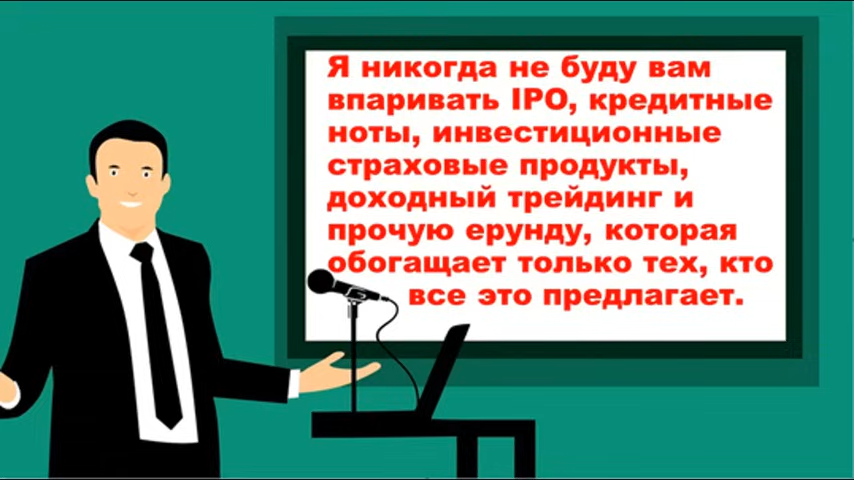 Я никогда не буду вам
впаривать IPO, кредитные
ноты, инвестиционные
страховые продукты,
доходный трейдинг и
прочую ерунду, которая
обогащает только тех, кто
все это предлагает.